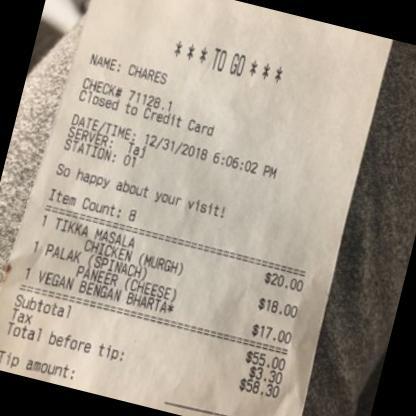 * * * TO GO * * *
NAME: CHARES
CHECK# 71128.1
Closed to Credit Card
DATE/TIME: 12/31/2018 6:06:02 PM
SERVER: Taj
STATION: 01
So happy about your visit!
Item Count: 8
1 TIKKA MASALA $20.00
CHICKEN (MURGH)
1 PALAK (SPINACH) $18.00
PANEER (CHEESE)
1 VEGAN BENGAN BHARTA* $17.00
Subtotal $55.00
Tax $3.30
Total before tip: $58.30
Tip amount: